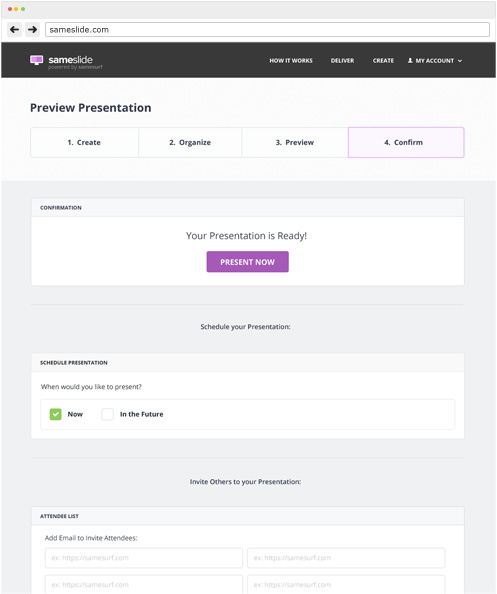 sameslide.com
sameslide
powered by samesurf
HOW IT WORKS DELIVER CREATE MY ACCOUNT
Preview Presentation
1. Create 2. Organize 3. Preview 4. Confirm
CONFIRMATION
Your Presentation is Ready!
PRESENT NOW
Schedule your Presentation:
SCHEDULE PRESENTATION
When would you like to present?
Now In the Future
Invite Others to your Presentation:
ATTENDEE LIST
Add Email to Invite Attendees:
ex: https://samesurf.com ex: https://samesurf.com
ex: https://samesurf.com ex: https://samesurf.com